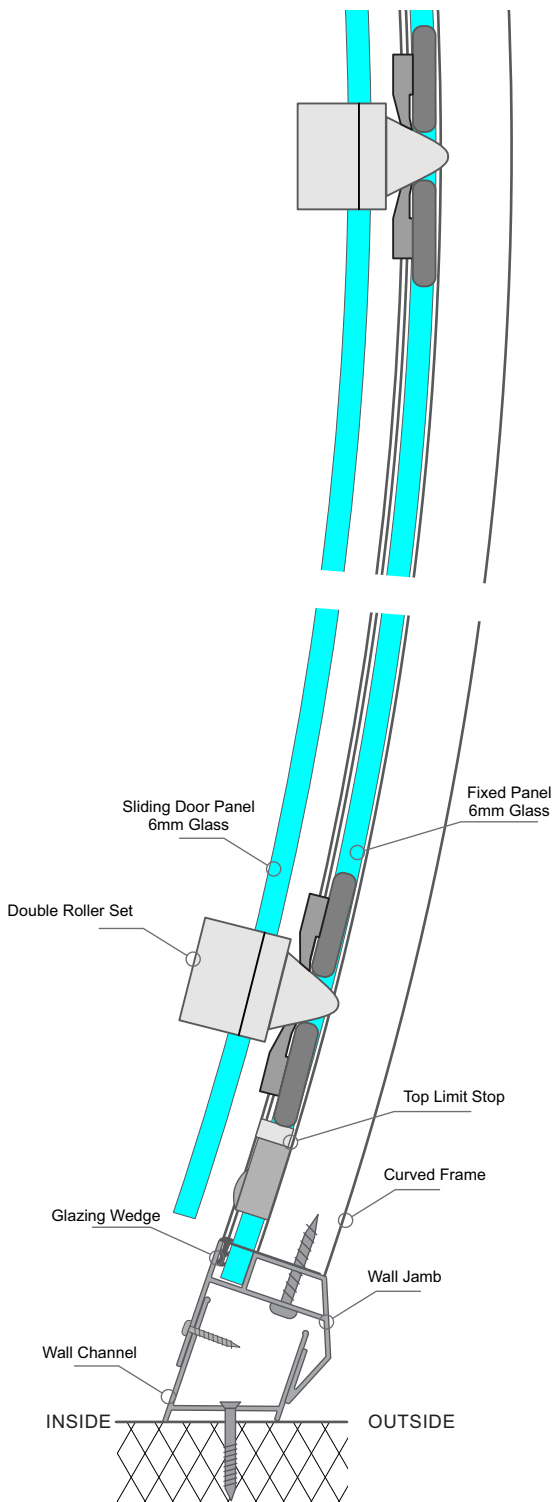 Sliding Door Panel
6mm Glass
Fixed Panel
6mm Glass
Double Roller Set
Top Limit Stop
Curved Frame
Glazing Wedge
Wall Jamb
Wall Channel
INSIDE
OUTSIDE